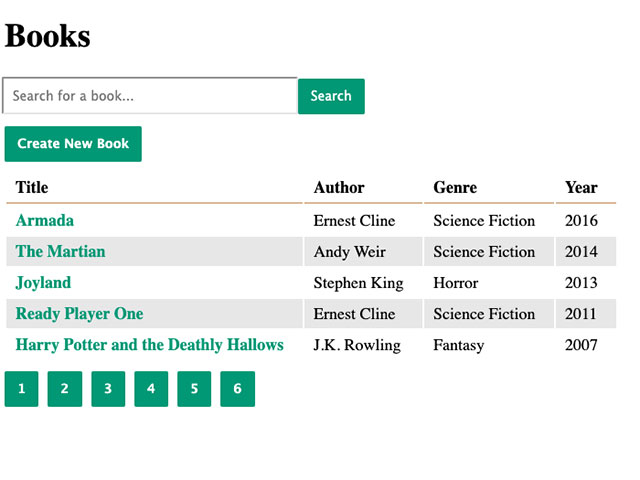 Books
Search for a book... Search
Create New Book
Title Author Genre Year
Armada Ernest Cline Science Fiction 2016
The Martian Andy Weir Science Fiction 2014
Joyland Stephen King Horror 2013
Ready Player One Ernest Cline Science Fiction 2011
Harry Potter and the Deathly Hallows J.K. Rowling Fantasy 2007
1 2 3 4 5 6